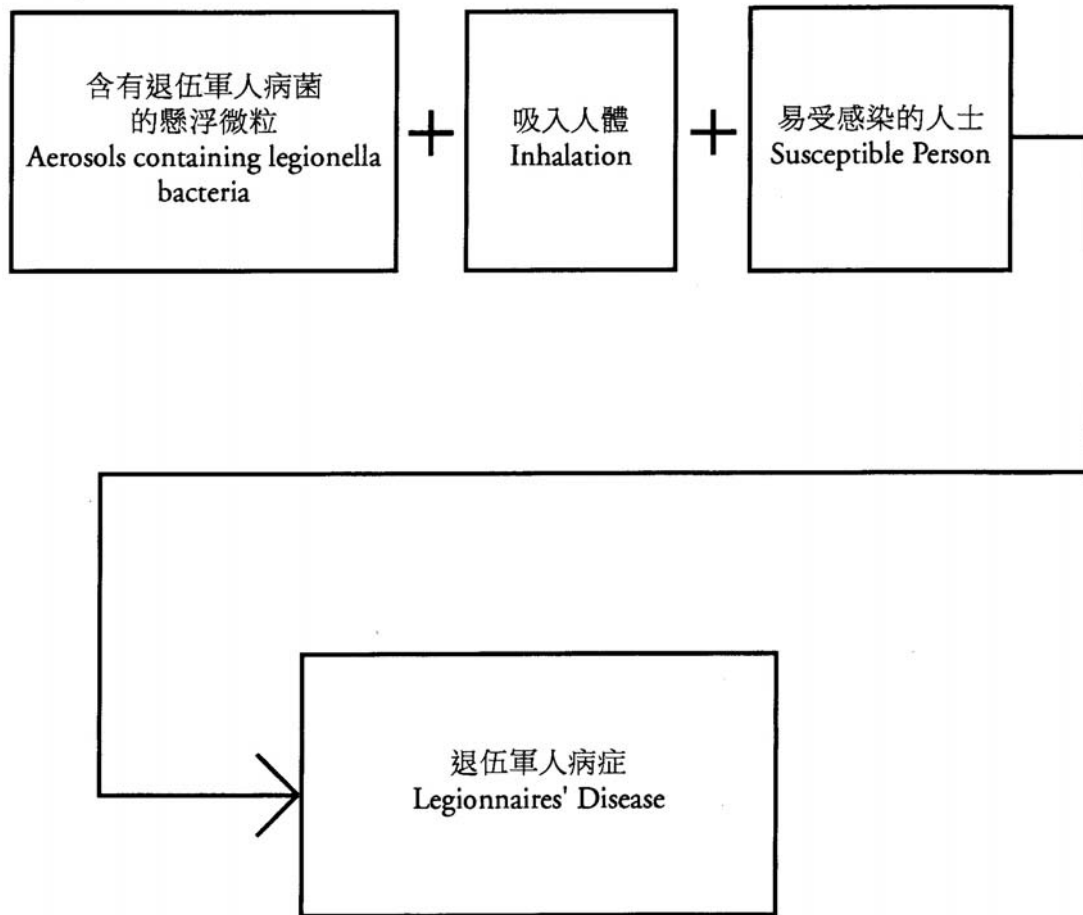 含有退伍軍人病菌
的懸浮微粒
Aerosols containing legionella
bacteria
+
吸入人體
Inhalation
+
易受感染的人士
Susceptible Person
退伍軍人病症
Legionnaires' Disease